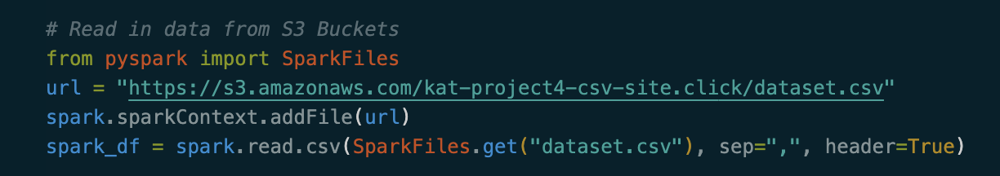 # Read in data from S3 Buckets
from pyspark import SparkFiles
url = "https://s3.amazonaws.com/kat-project4-csv-site.click/dataset.csv"
spark.sparkContext.addFile(url)
spark_df = spark.read.csv(SparkFiles.get("dataset.csv"), sep=",", header=True)